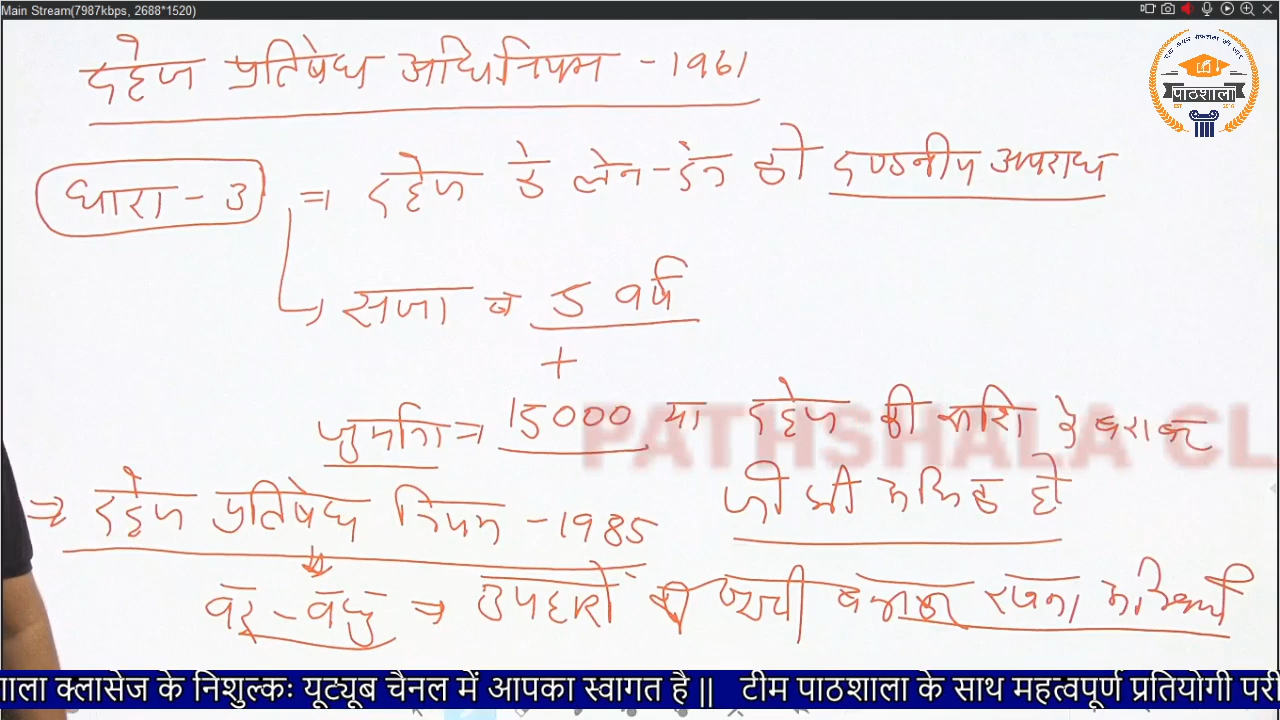 Main Stream(7987kbps, 2688*1520)
पाठशाला
दहेज प्रतिषेध अधिनियम - 1961
धारा - 3 ⇒ दहेज के लेन-देन को दण्डनीय अपराध
↳ सजा ⇒ 5 वर्ष
+
जुर्माना ⇒ 15000 या दहेज की राशि के बराबर
जो भी अधिक हो
PATHSHALA CL
⇒ दहेज प्रतिषेध नियम - 1985
वर - वधु ⇒ उपहारों की सूची बनाकर रखना अनिवार्य
शाला क्लासेज के निशुल्कः यूट्यूब चैनल में आपका स्वागत है || टीम पाठशाला के साथ महत्वपूर्ण प्रतियोगी परी